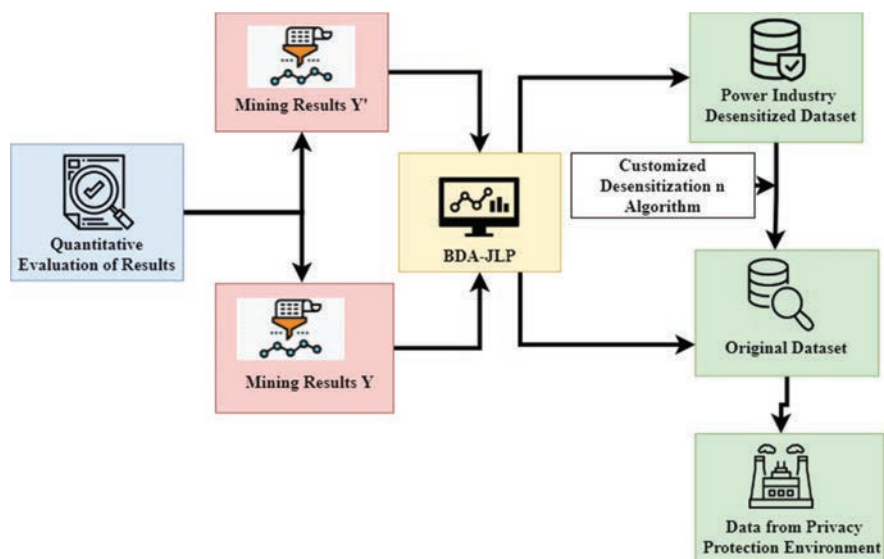 Mining Results Y'
Power Industry
Desensitized Dataset
Customized
Desensitization n
Algorithm
Quantitative
Evaluation of Results
BDA-JLP
Original Dataset
Mining Results Y
Data from Privacy
Protection Environment